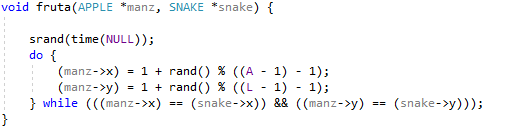 void fruta(APPLE *manz, SNAKE *snake) {
srand(time(NULL));
do {
(manz->x) = 1 + rand() % ((A - 1) - 1);
(manz->y) = 1 + rand() % ((L - 1) - 1);
} while (((manz->x) == (snake->x)) && ((manz->y) == (snake->y)));
}